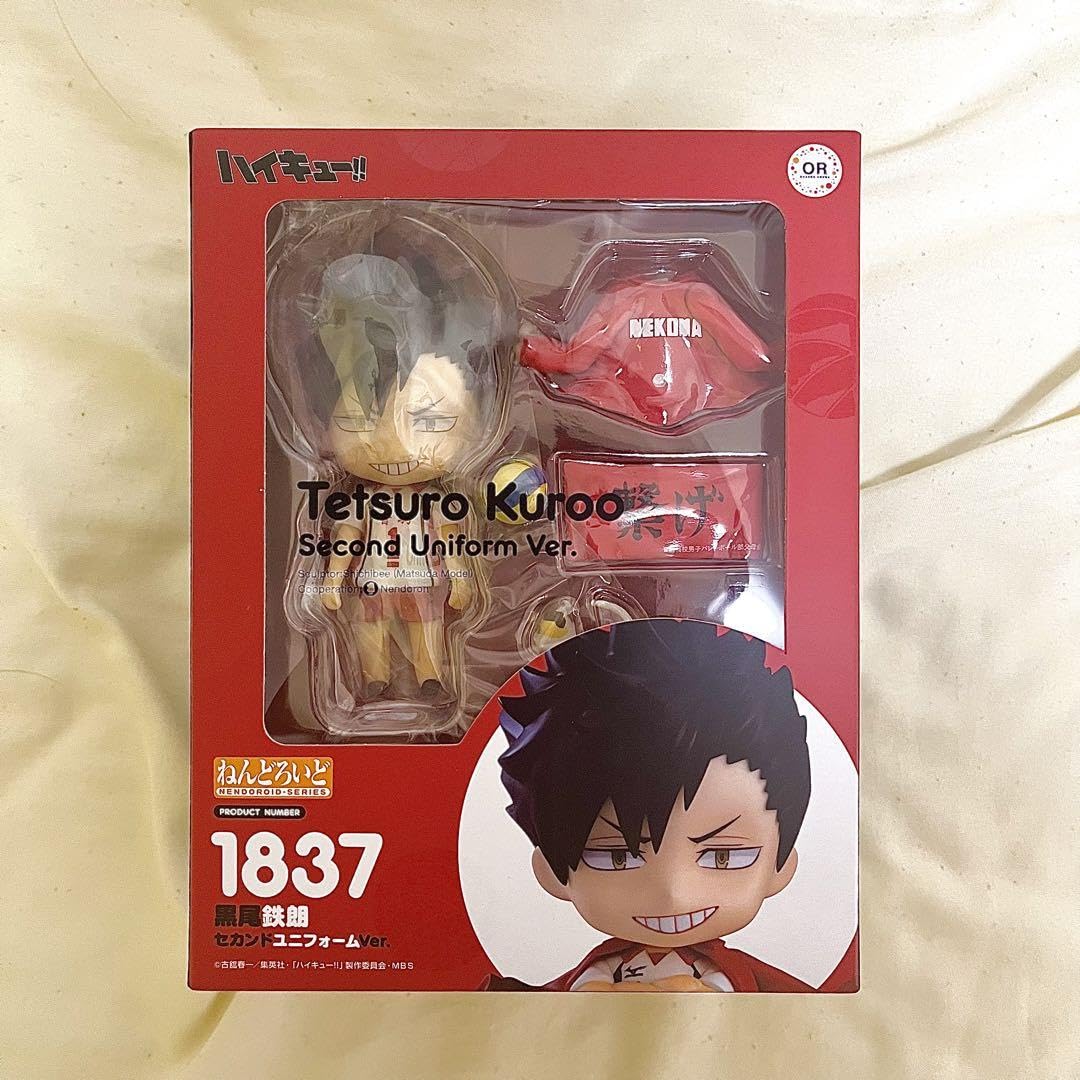 ハイキュー!!
OR
NEKOMA
繋げ
Tetsuro Kuroo
Second Uniform Ver.
1
Sculptor:Shichibee (Matsuda Model)
Cooperation: Nendoron
ねんどろいど
NENDOROID-SERIES
PRODUCT NUMBER
1837
黒尾鉄朗
セカンドユニフォームVer.
©古舘春一／集英社・「ハイキュー!!」製作委員会・MBS